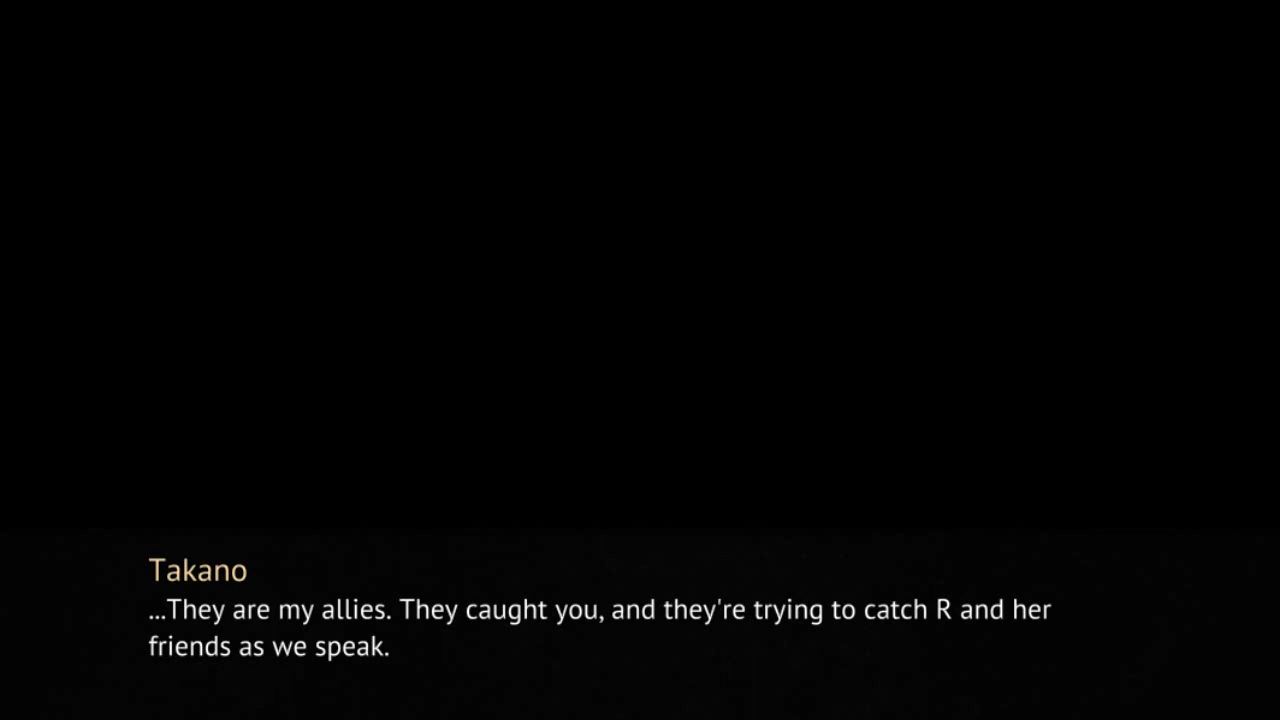 Takano
...They are my allies. They caught you, and they're trying to catch R and her
friends as we speak.